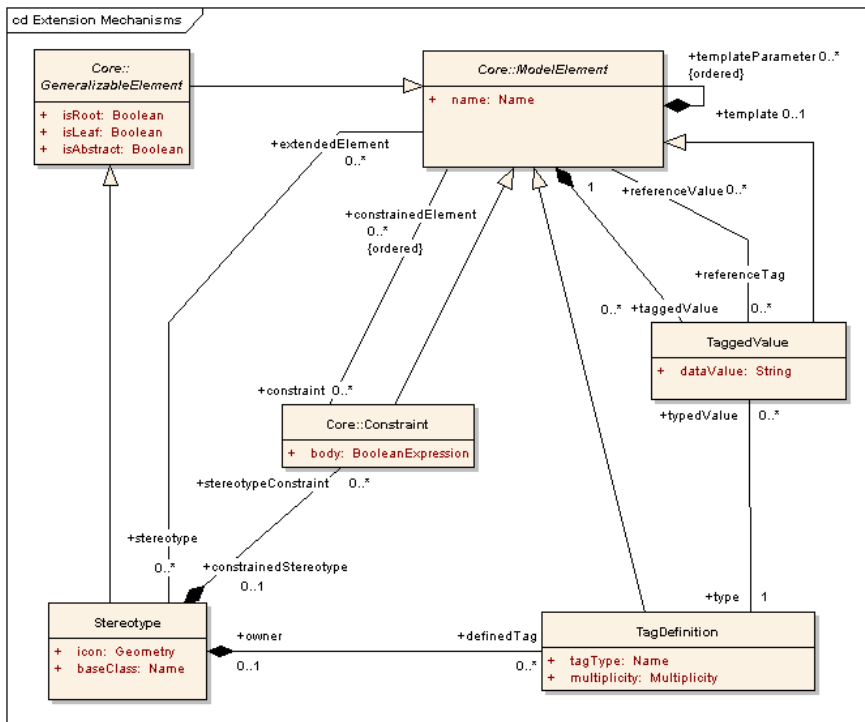 cd Extension Mechanisms
Core::
GeneralizableElement
+ isRoot: Boolean
+ isLeaf: Boolean
+ isAbstract: Boolean
Core::ModelElement
+ name: Name
+templateParameter 0..*
{ordered}
+template 0..1
+extendedElement
0..*
+constrainedElement
0..*
{ordered}
1
+referenceValue 0..*
+referenceTag
0..*
0..* +taggedValue
TaggedValue
+ dataValue: String
+constraint 0..*
Core::Constraint
+ body: BooleanExpression
+typedValue 0..*
+stereotypeConstraint 0..*
+stereotype
0..*
+constrainedStereotype
0..1
+type 1
Stereotype
+ icon: Geometry
+ baseClass: Name
+owner
0..1
+definedTag
0..*
TagDefinition
+ tagType: Name
+ multiplicity: Multiplicity